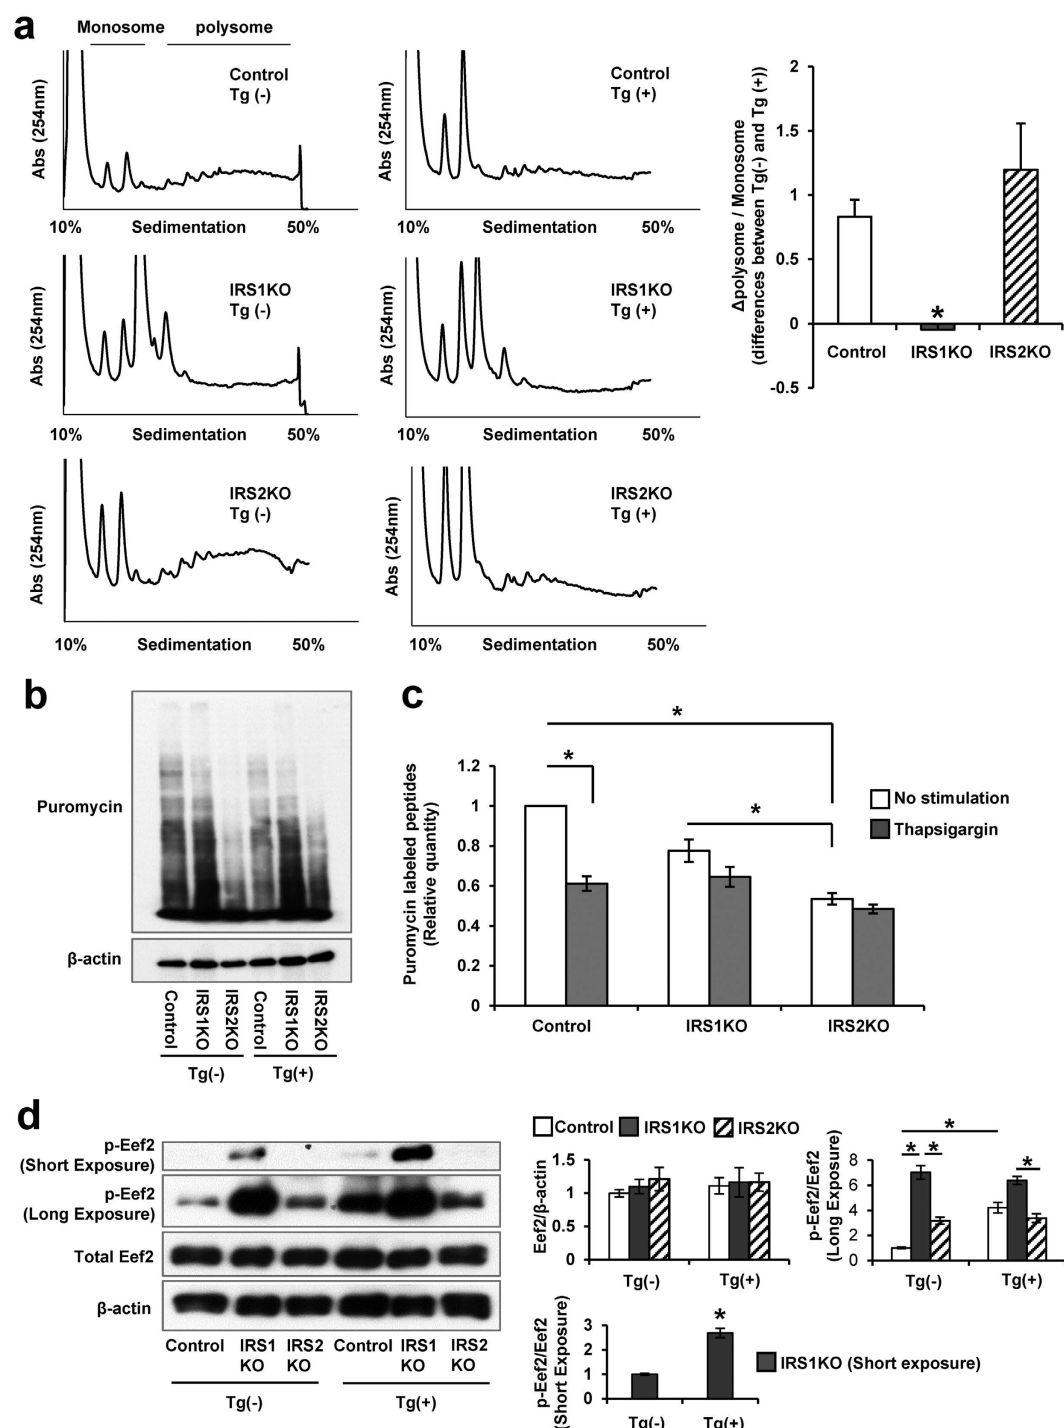 a
Monosome polysome
Control
Tg (-)
Abs (254nm)
10% Sedimentation 50%
Control
Tg (+)
Abs (254nm)
10% Sedimentation 50%
IRS1KO
Tg (-)
Abs (254nm)
10% Sedimentation 50%
IRS1KO
Tg (+)
Abs (254nm)
10% Sedimentation 50%
IRS2KO
Tg (-)
Abs (254nm)
10% Sedimentation 50%
IRS2KO
Tg (+)
Abs (254nm)
10% Sedimentation 50%
Δpolysome / Monosome
(differences between Tg(-) and Tg (+))
2
1.5
1
0.5
0
-0.5
*
Control IRS1KO IRS2KO
b
Puromycin
β-actin
Control IRS1KO IRS2KO Control IRS1KO IRS2KO
Tg(-) Tg(+)
c
Puromycin labeled peptides
(Relative quantity)
1.2
1
0.8
0.6
0.4
0.2
0
*
*
*
No stimulation
Thapsigargin
Control IRS1KO IRS2KO
d
p-Eef2
(Short Exposure)
p-Eef2
(Long Exposure)
Total Eef2
β-actin
Control IRS1 IRS2 Control IRS1 IRS2
KO KO KO KO
Tg(-) Tg(+)
Control IRS1KO IRS2KO
Eef2/β-actin
1.5
1
0.5
0
Tg(-) Tg(+)
p-Eef2/Eef2
(Long Exposure)
8
6
4
2
0
*
* * *
Tg(-) Tg(+)
p-Eef2/Eef2
(Short Exposure)
3
2
1
0
*
IRS1KO (Short exposure)
Tg(-) Tg(+)